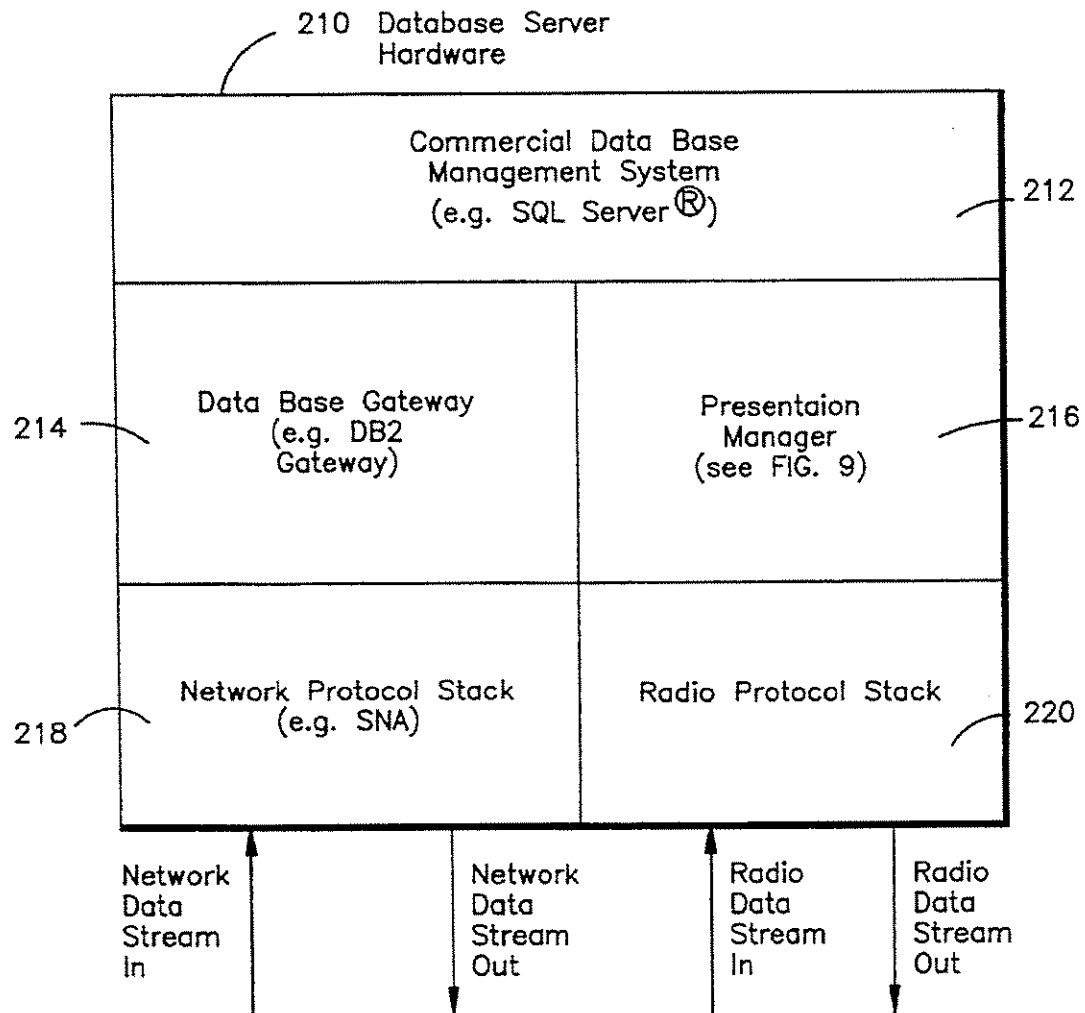 210 Database Server
Hardware
Commercial Data Base
Management System
(e.g. SQL Server®)
212
Data Base Gateway
(e.g. DB2
Gateway)
214
Presentaion
Manager
(see FIG. 9)
216
Network Protocol Stack
(e.g. SNA)
218
Radio Protocol Stack
220
Network
Data
Stream
In
Network
Data
Stream
Out
Radio
Data
Stream
In
Radio
Data
Stream
Out